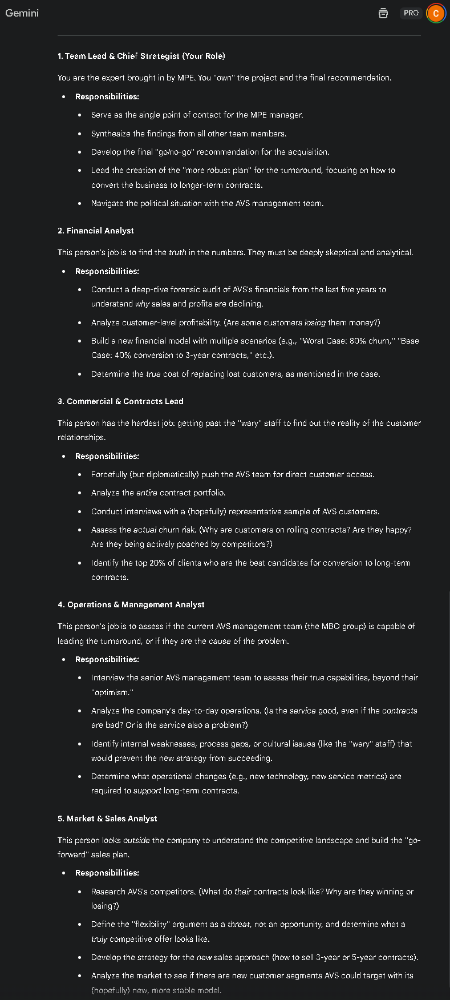 Gemini
PRO
C
1. Team Lead & Chief Strategist (Your Role)
You are the expert brought in by MPE. You "own" the project and the final recommendation.
• Responsibilities:
• Serve as the single point of contact for the MPE manager.
• Synthesize the findings from all other team members.
• Develop the final "go/no-go" recommendation for the acquisition.
• Lead the creation of the "more robust plan" for the turnaround, focusing on how to
convert the business to longer-term contracts.
• Navigate the political situation with the AVS management team.
2. Financial Analyst
This person's job is to find the truth in the numbers. They must be deeply skeptical and analytical.
• Responsibilities:
• Conduct a deep-dive forensic audit of AVS's financials from the last five years to
understand why sales and profits are declining.
• Analyze customer-level profitability. (Are some customers losing them money?)
• Build a new financial model with multiple scenarios (e.g., "Worst Case: 80% churn," "Base
Case: 40% conversion to 3-year contracts," etc.).
• Determine the true cost of replacing lost customers, as mentioned in the case.
3. Commercial & Contracts Lead
This person has the hardest job: getting past the "wary" staff to find out the reality of the customer
relationships.
• Responsibilities:
• Forcefully (but diplomatically) push the AVS team for direct customer access.
• Analyze the entire contract portfolio.
• Conduct interviews with a (hopefully) representative sample of AVS customers.
• Assess the actual churn risk. (Why are customers on rolling contracts? Are they happy?
Are they being actively poached by competitors?)
• Identify the top 20% of clients who are the best candidates for conversion to long-term
contracts.
4. Operations & Management Analyst
This person's job is to assess if the current AVS management team (the MBO group) is capable of
leading the turnaround, or if they are the cause of the problem.
• Responsibilities:
• Interview the senior AVS management team to assess their true capabilities, beyond their
"optimism."
• Analyze the company's day-to-day operations. (Is the service good, even if the contracts
are bad? Or is the service also a problem?)
• Identify internal weaknesses, process gaps, or cultural issues (like the "wary" staff) that
would prevent the new strategy from succeeding.
• Determine what operational changes (e.g., new technology, new service metrics) are
required to support long-term contracts.
5. Market & Sales Analyst
This person looks outside the company to understand the competitive landscape and build the "go-
forward" sales plan.
• Responsibilities:
• Research AVS's competitors. (What do their contracts look like? Why are they winning or
losing?)
• Define the "flexibility" argument as a threat, not an opportunity, and determine what a
truly competitive offer looks like.
• Develop the strategy for the new sales approach (how to sell 3-year or 5-year contracts).
• Analyze the market to see if there are new customer segments AVS could target with its
(hopefully) new, more stable model.